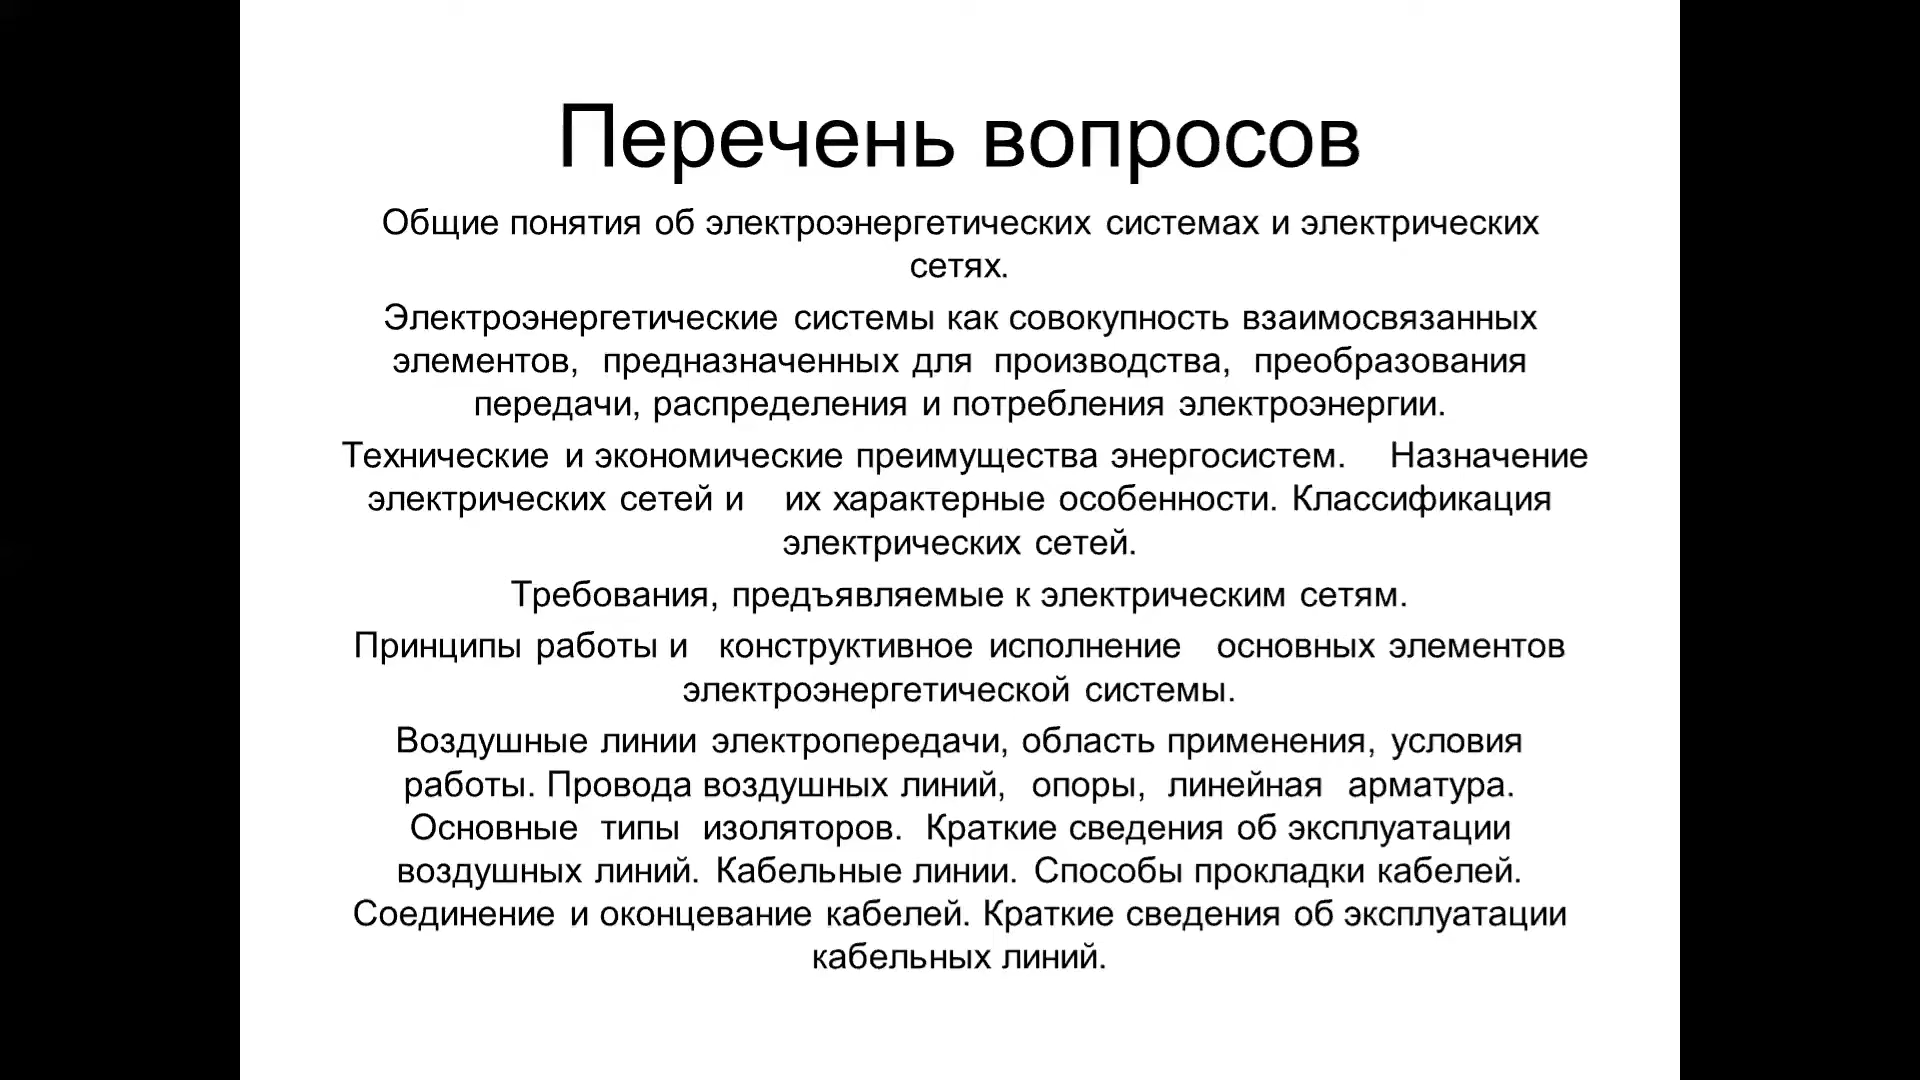 Перечень вопросов
Общие понятия об электроэнергетических системах и электрических
сетях.
Электроэнергетические системы как совокупность взаимосвязанных
элементов, предназначенных для производства, преобразования
передачи, распределения и потребления электроэнергии.
Технические и экономические преимущества энергосистем. Назначение
электрических сетей и их характерные особенности. Классификация
электрических сетей.
Требования, предъявляемые к электрическим сетям.
Принципы работы и конструктивное исполнение основных элементов
электроэнергетической системы.
Воздушные линии электропередачи, область применения, условия
работы. Провода воздушных линий, опоры, линейная арматура.
Основные типы изоляторов. Краткие сведения об эксплуатации
воздушных линий. Кабельные линии. Способы прокладки кабелей.
Соединение и оконцевание кабелей. Краткие сведения об эксплуатации
кабельных линий.